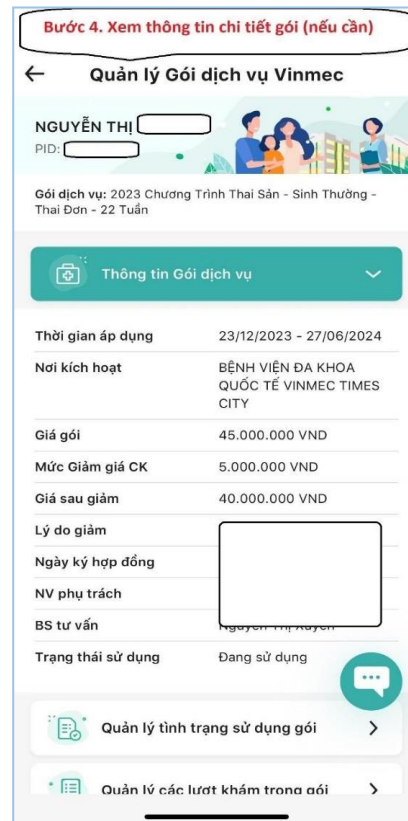 Bước 4. Xem thông tin chi tiết gói (nếu cần)
Quản lý Gói dịch vụ Vinmec
NGUYỄN THỊ
PID:
Gói dịch vụ: 2023 Chương Trình Thai Sản - Sinh Thường -
Thai Đơn - 22 Tuần
Thông tin Gói dịch vụ
Thời gian áp dụng 23/12/2023 - 27/06/2024
Nơi kích hoạt BỆNH VIỆN ĐA KHOA
QUỐC TẾ VINMEC TIMES
CITY
Giá gói 45.000.000 VND
Mức Giảm giá CK 5.000.000 VND
Giá sau giảm 40.000.000 VND
Lý do giảm
Ngày ký hợp đồng
NV phụ trách
BS tư vấn
Trạng thái sử dụng Đang sử dụng
Quản lý tình trạng sử dụng gói
Quản lý các lượt khám trong gói